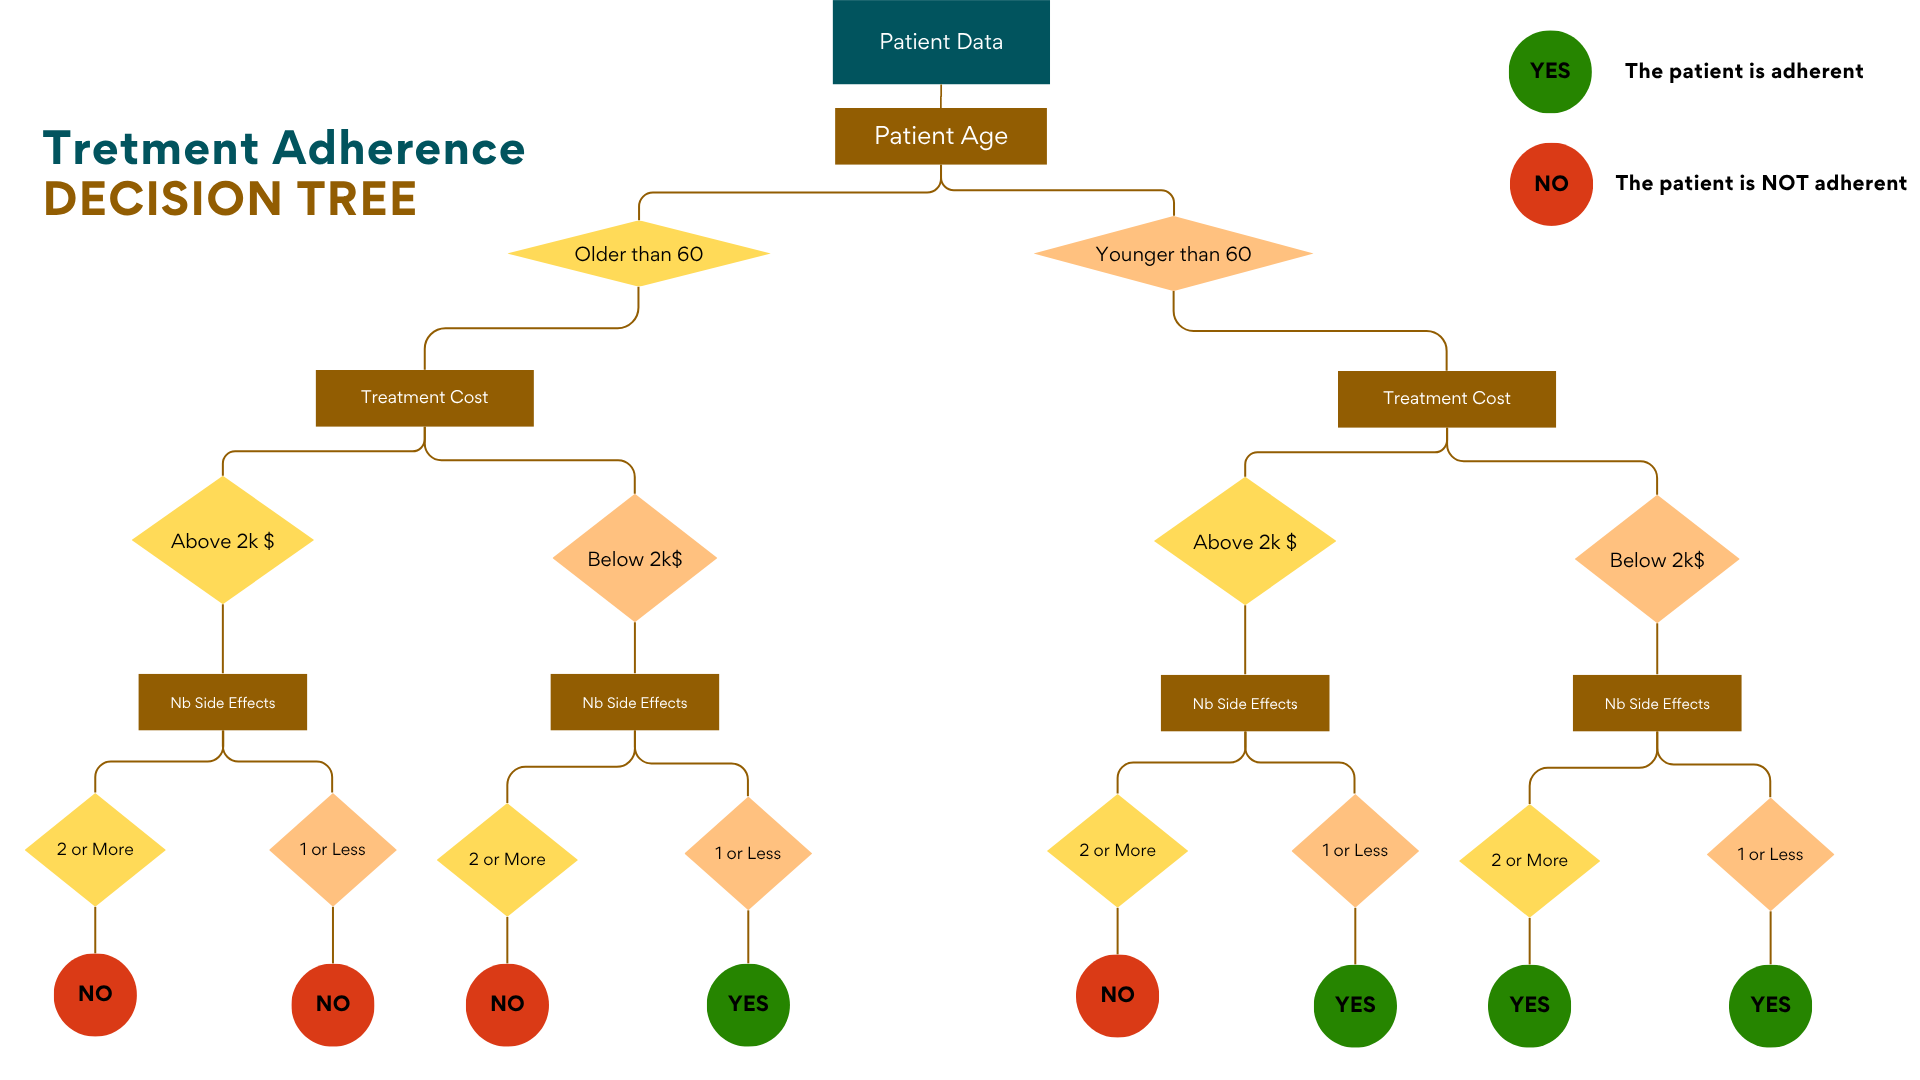 Patient Data
YES
The patient is adherent
Patient Age
Tretment Adherence
DECISION TREE
NO
The patient is NOT adherent
Older than 60
Younger than 60
Treatment Cost
Treatment Cost
Above 2k $
Below 2k$
Above 2k $
Below 2k$
Nb Side Effects
Nb Side Effects
Nb Side Effects
Nb Side Effects
2 or More
1 or Less
2 or More
1 or Less
2 or More
1 or Less
2 or More
1 or Less
NO
NO
NO
YES
NO
YES
YES
YES